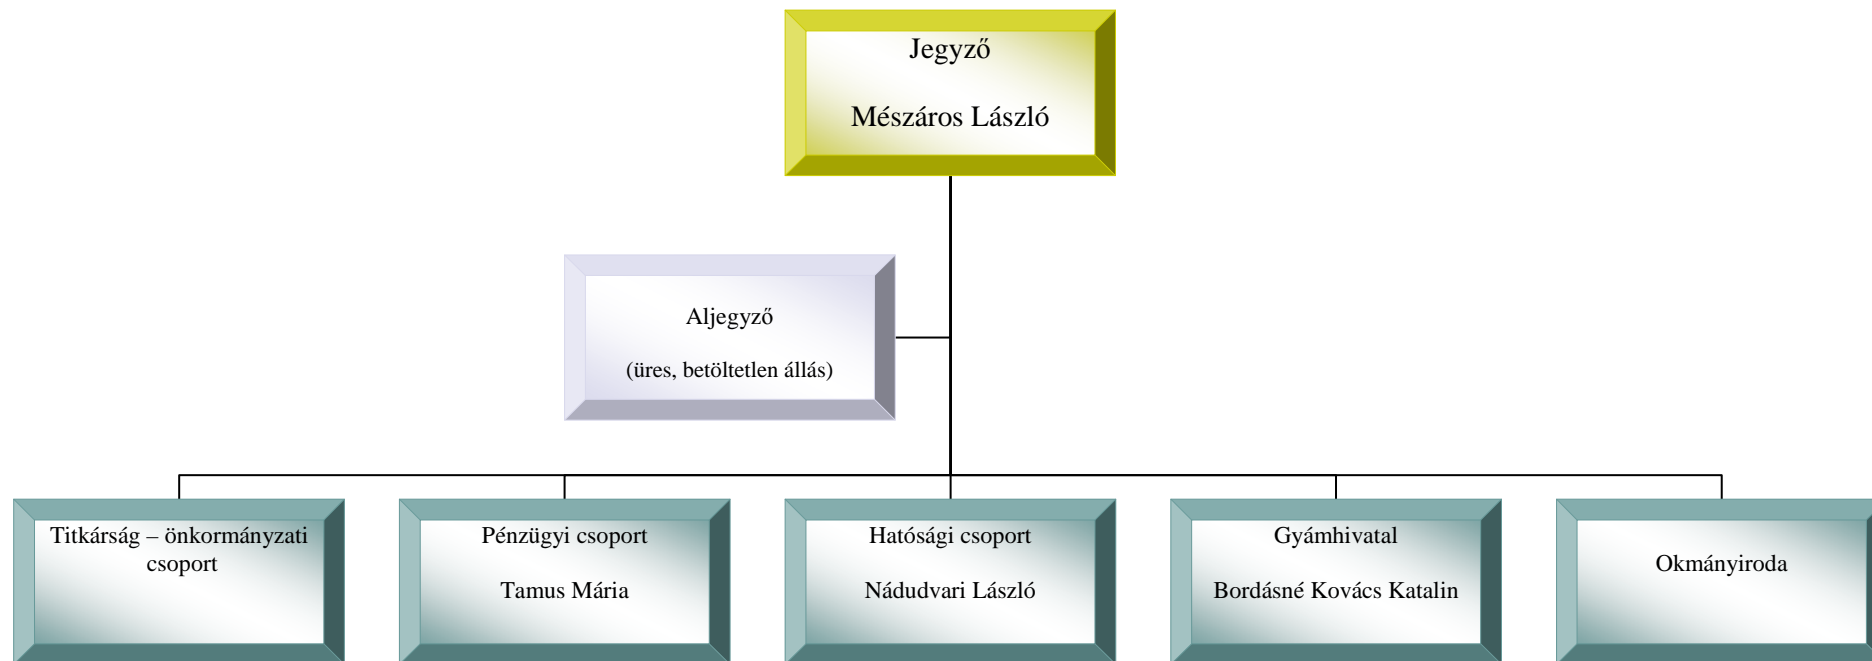 Jegyző
Mészáros László
Aljegyző
(üres, betöltetlen állás)
Titkárság – önkormányzati
csoport
Pénzügyi csoport
Tamus Mária
Hatósági csoport
Nádudvari László
Gyámhivatal
Bordásné Kovács Katalin
Okmányiroda